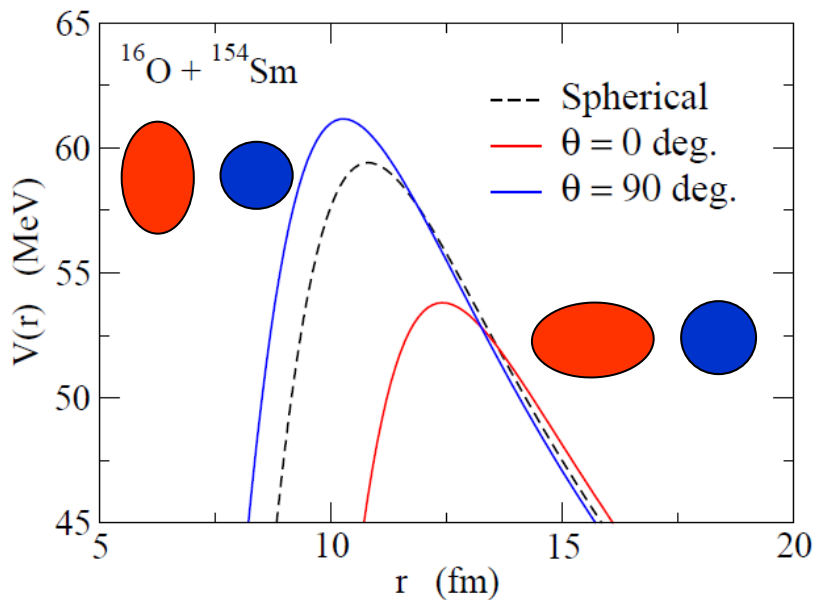 65
60
55
50
45
V(r) (MeV)
¹⁶O + ¹⁵⁴Sm
Spherical
θ = 0 deg.
θ = 90 deg.
5
10
15
20
r (fm)